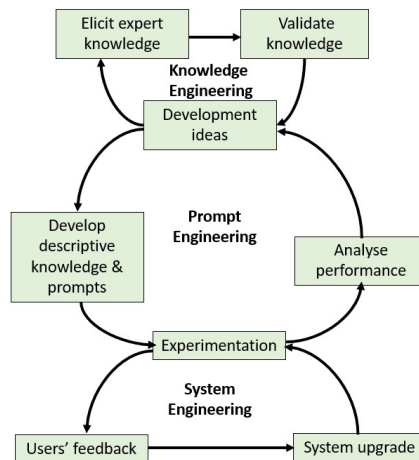 Elicit expert
knowledge
Validate
knowledge
Knowledge
Engineering
Development
ideas
Develop
descriptive
knowledge &
prompts
Prompt
Engineering
Analyse
performance
Experimentation
System
Engineering
Users' feedback
System upgrade